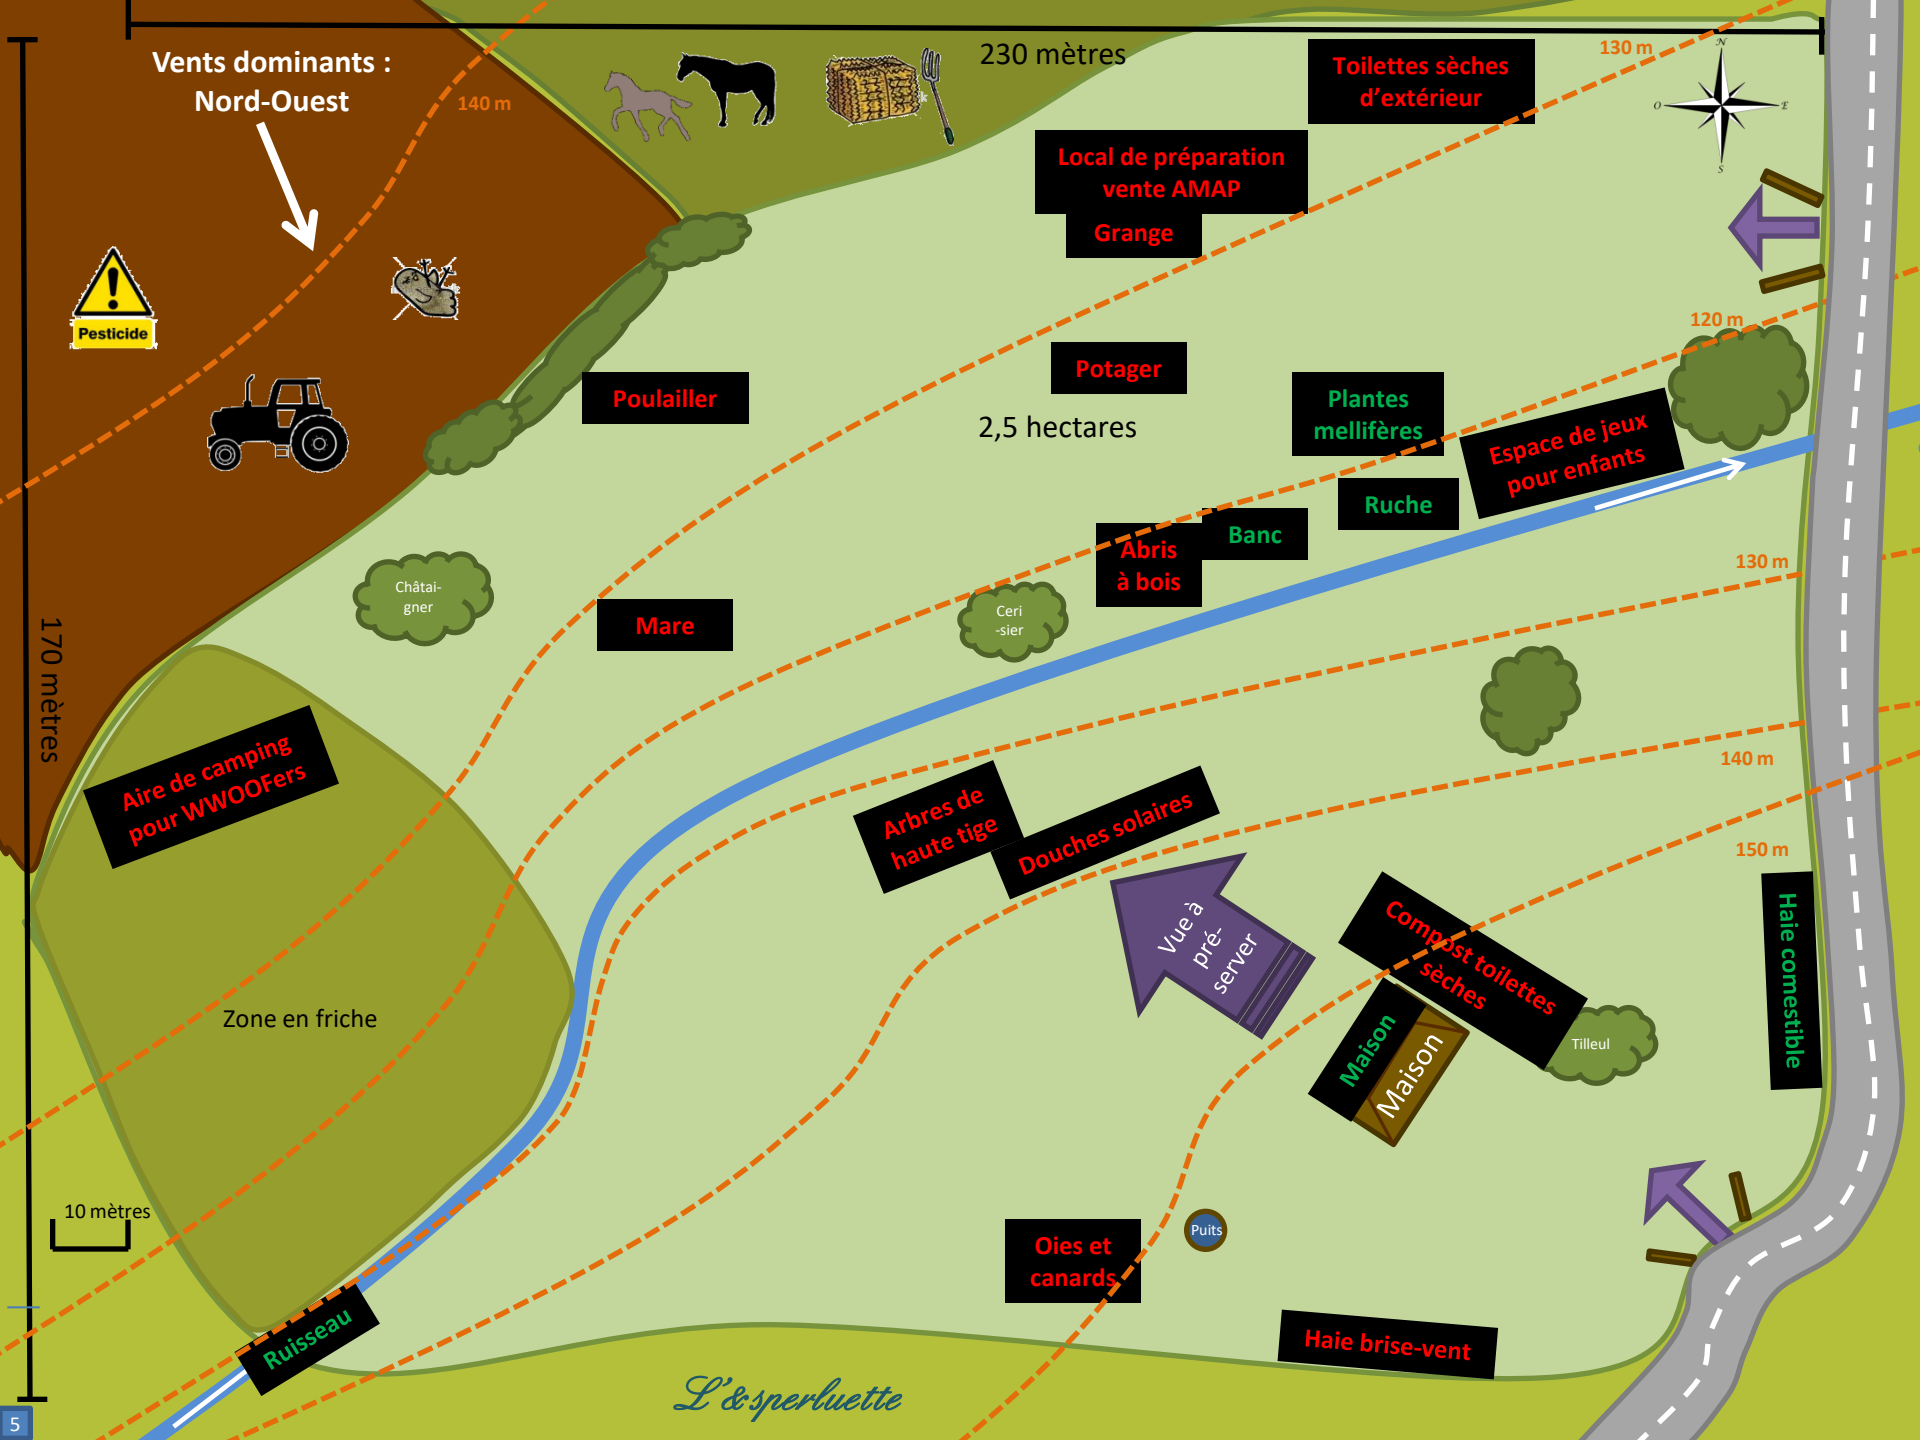 230 mètres
Vents dominants :
Nord-Ouest
140 m
Toilettes sèches
d'extérieur
130 m
N
O
E
S
Local de préparation
vente AMAP
Grange
Pesticide
120 m
Poulailler
Potager
2,5 hectares
Plantes
mellifères
Espace de jeux
pour enfants
Ruche
Banc
Abris
à bois
130 m
Châtai-
gner
Ceri
-sier
Mare
170 mètres
Aire de camping
pour WWOOFers
140 m
Arbres de
haute tige
Douches solaires
150 m
Vue à
pré-
server
Compost toilettes
sèches
Haie comestible
Zone en friche
Maison
Maison
Tilleul
10 mètres
Puits
Oies et
canards
Ruisseau
Haie brise-vent
L'&sperluette
5